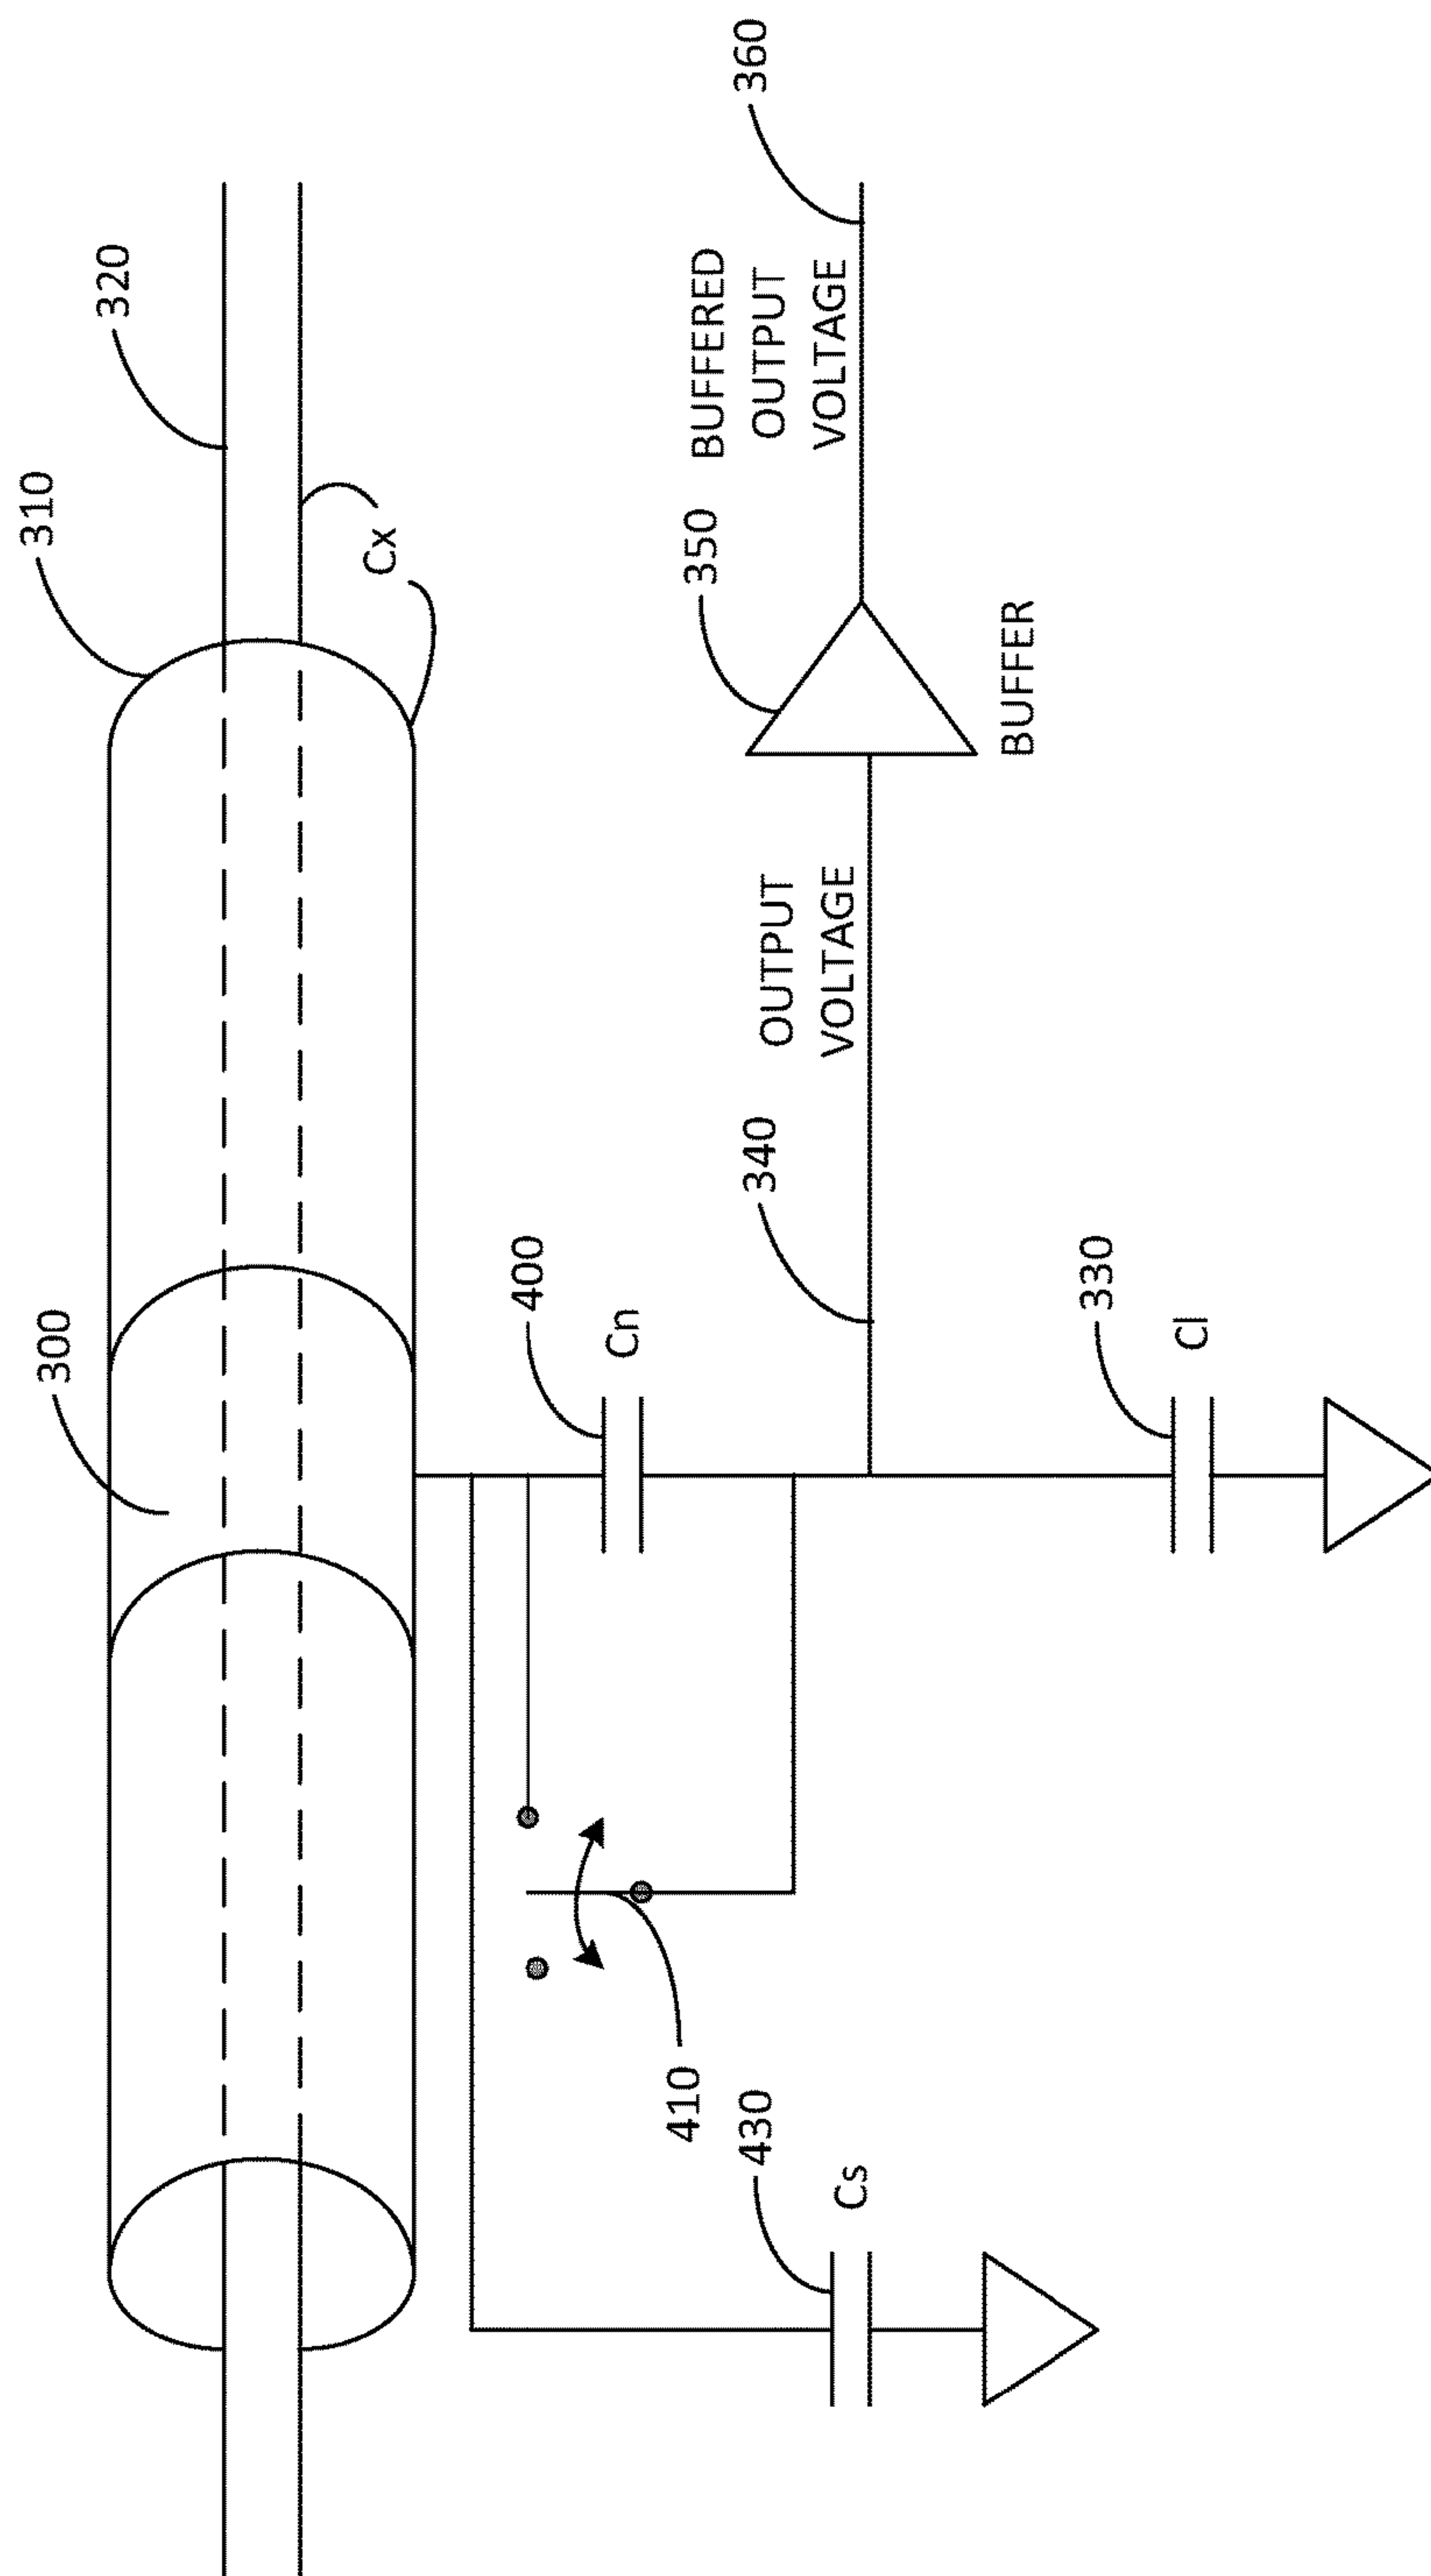 300
310
320
Cx
400
Cn
340
OUTPUT
VOLTAGE
350
BUFFER
BUFFERED
OUTPUT
VOLTAGE
360
410
430
Cs
330
Cl